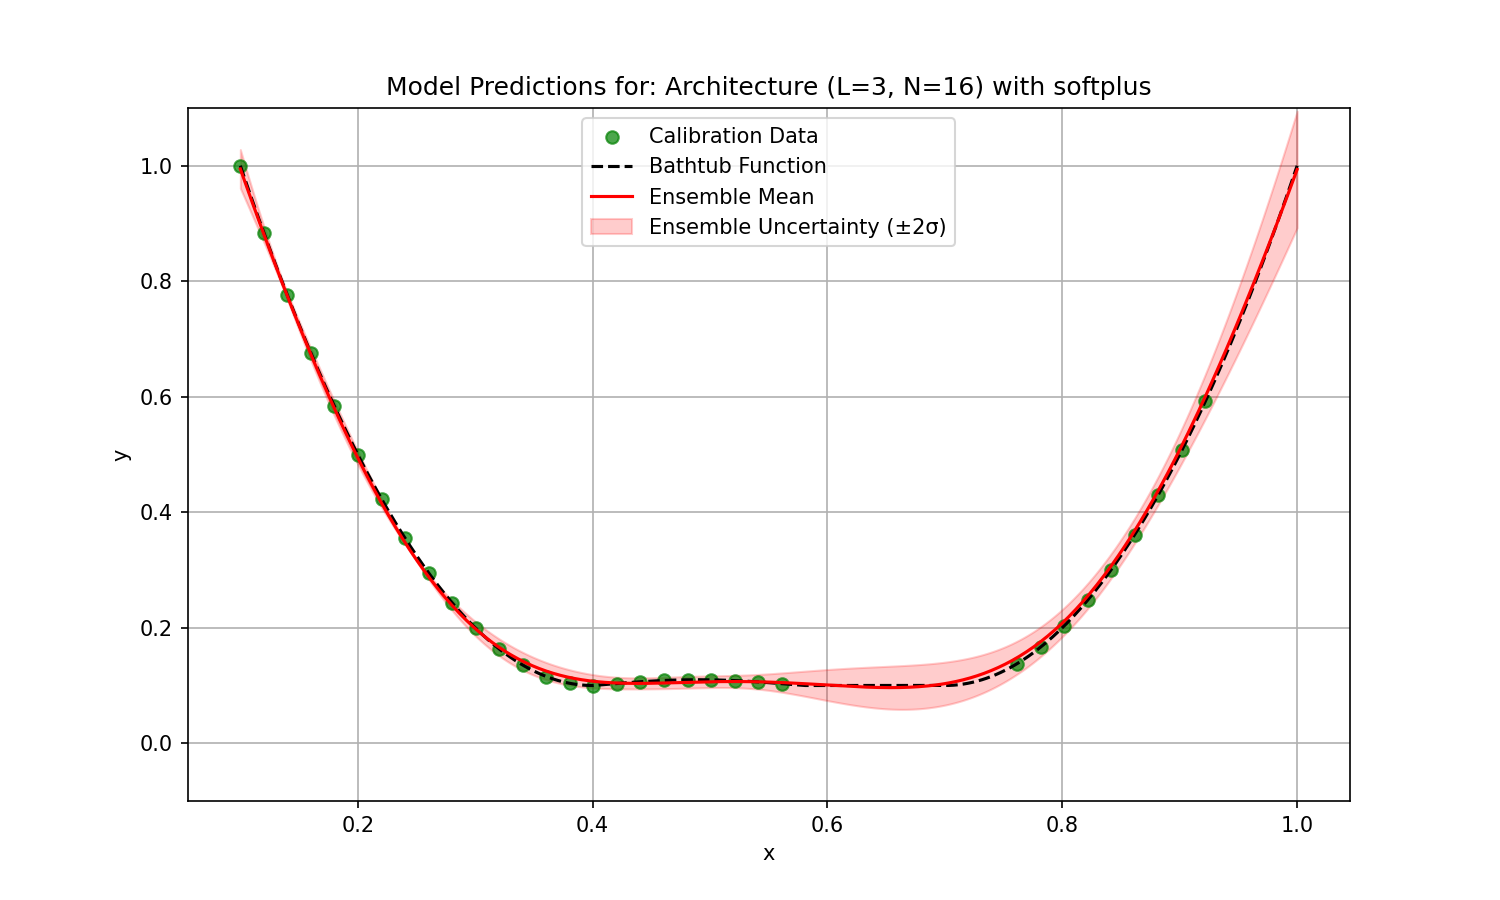 Model Predictions for: Architecture (L=3, N=16) with softplus
Calibration Data
Bathtub Function
Ensemble Mean
Ensemble Uncertainty (±2σ)
1.0
0.8
0.6
0.4
0.2
0.0
y
0.2 0.4 0.6 0.8 1.0
x